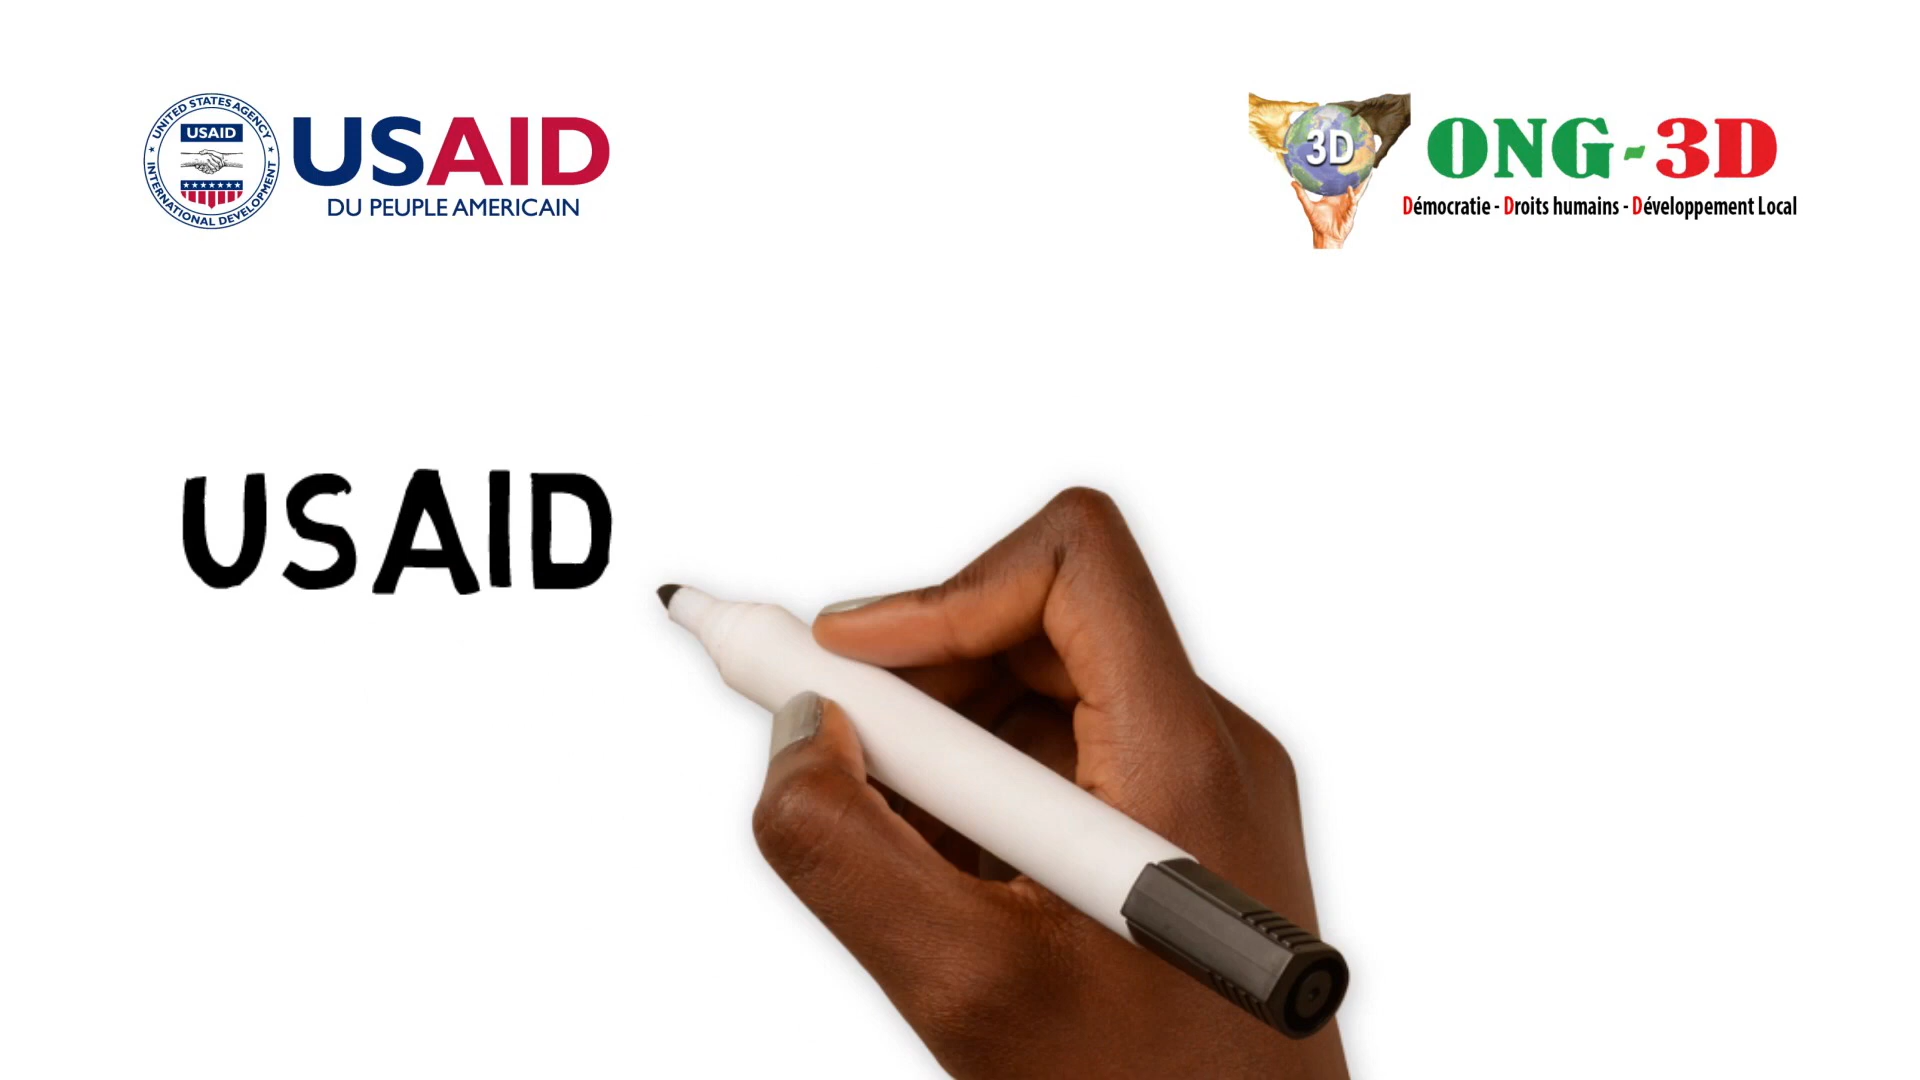 UNITED STATES AGENCY
USAID
INTERNATIONAL DEVELOPMENT
USAID
DU PEUPLE AMERICAIN
3D
ONG-3D
Démocratie - Droits humains - Développement Local
USAID